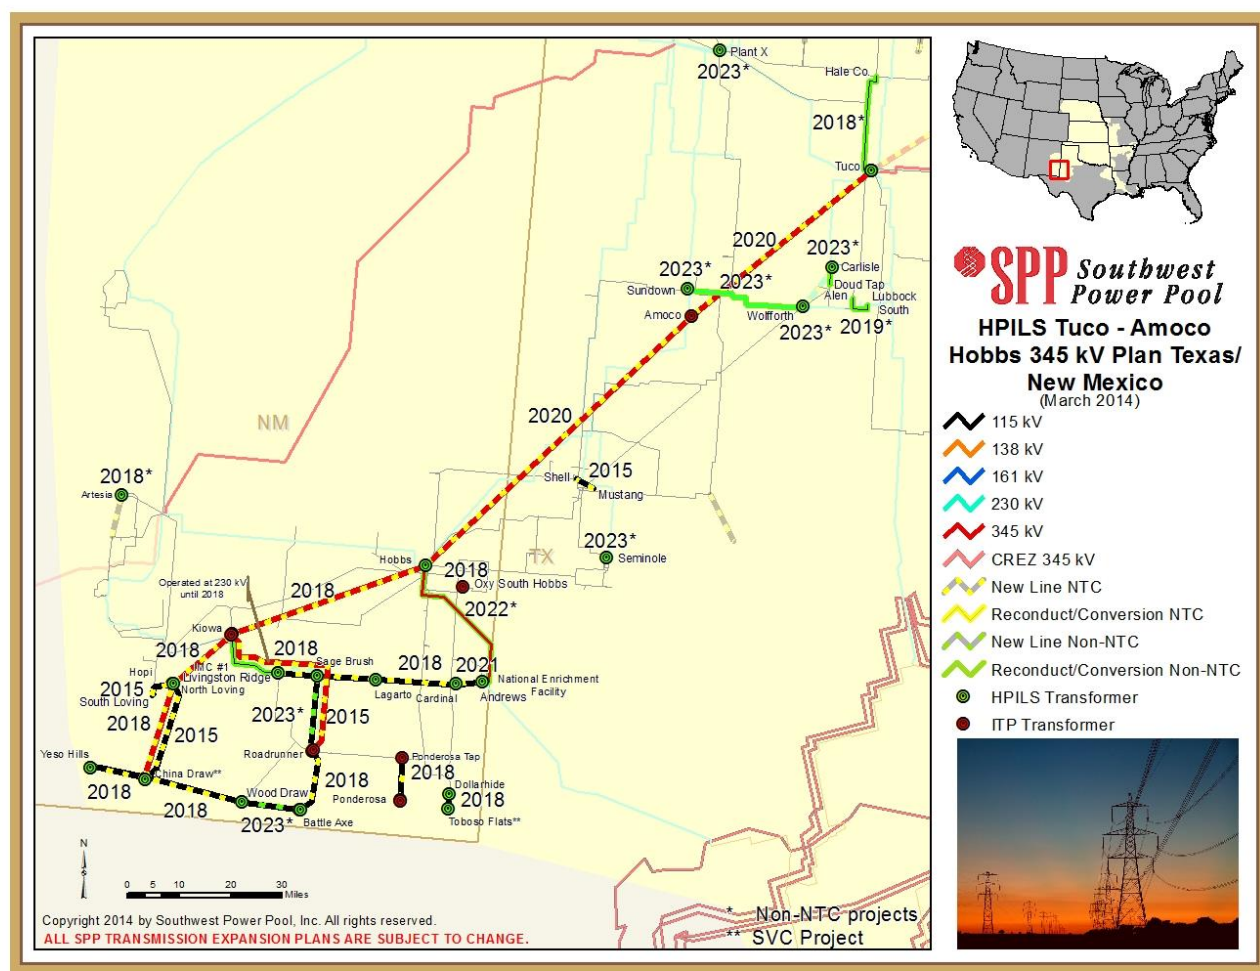 Plant X
2023*
Hale Co.
2018*
Tuco
2020
2023*
Carlisle
2023*
2023*
Sundown
Doud Tap
Alen
Lubbock
South
Amoco
Wolfforth
2023*
2019*
NM
2020
2018*
Artesia
Shell
2015
Mustang
2023*
Seminole
Hobbs
TX
2018
Oxy South Hobbs
Operated at 230 kV
until 2018
2018
2022*
Kiowa
2018
2018
Sage Brush
Hopi
IMC #1
Livingston Ridge
North Loving
2018
2021
National Enrichment
Facility
2015
South Loving
Lagarto
Cardinal
Andrews
2018
2015
2023*
2015
Yeso Hills
Roadrunner
Ponderosa Tap
China Draw**
2018
2018
Dollarhide
2018
2018
Wood Draw
Ponderosa
2018
Toboso Flats**
2023*
Battle Axe
N
S
0 5 10 20 30
Miles
Copyright 2014 by Southwest Power Pool, Inc. All rights reserved.
ALL SPP TRANSMISSION EXPANSION PLANS ARE SUBJECT TO CHANGE.
* Non-NTC projects
** SVC Project
SPP Southwest
Power Pool
HPILS Tuco - Amoco
Hobbs 345 kV Plan Texas/
New Mexico
(March 2014)
115 kV
138 kV
161 kV
230 kV
345 kV
CREZ 345 kV
New Line NTC
Reconduct/Conversion NTC
New Line Non-NTC
Reconduct/Conversion Non-NTC
HPILS Transformer
ITP Transformer